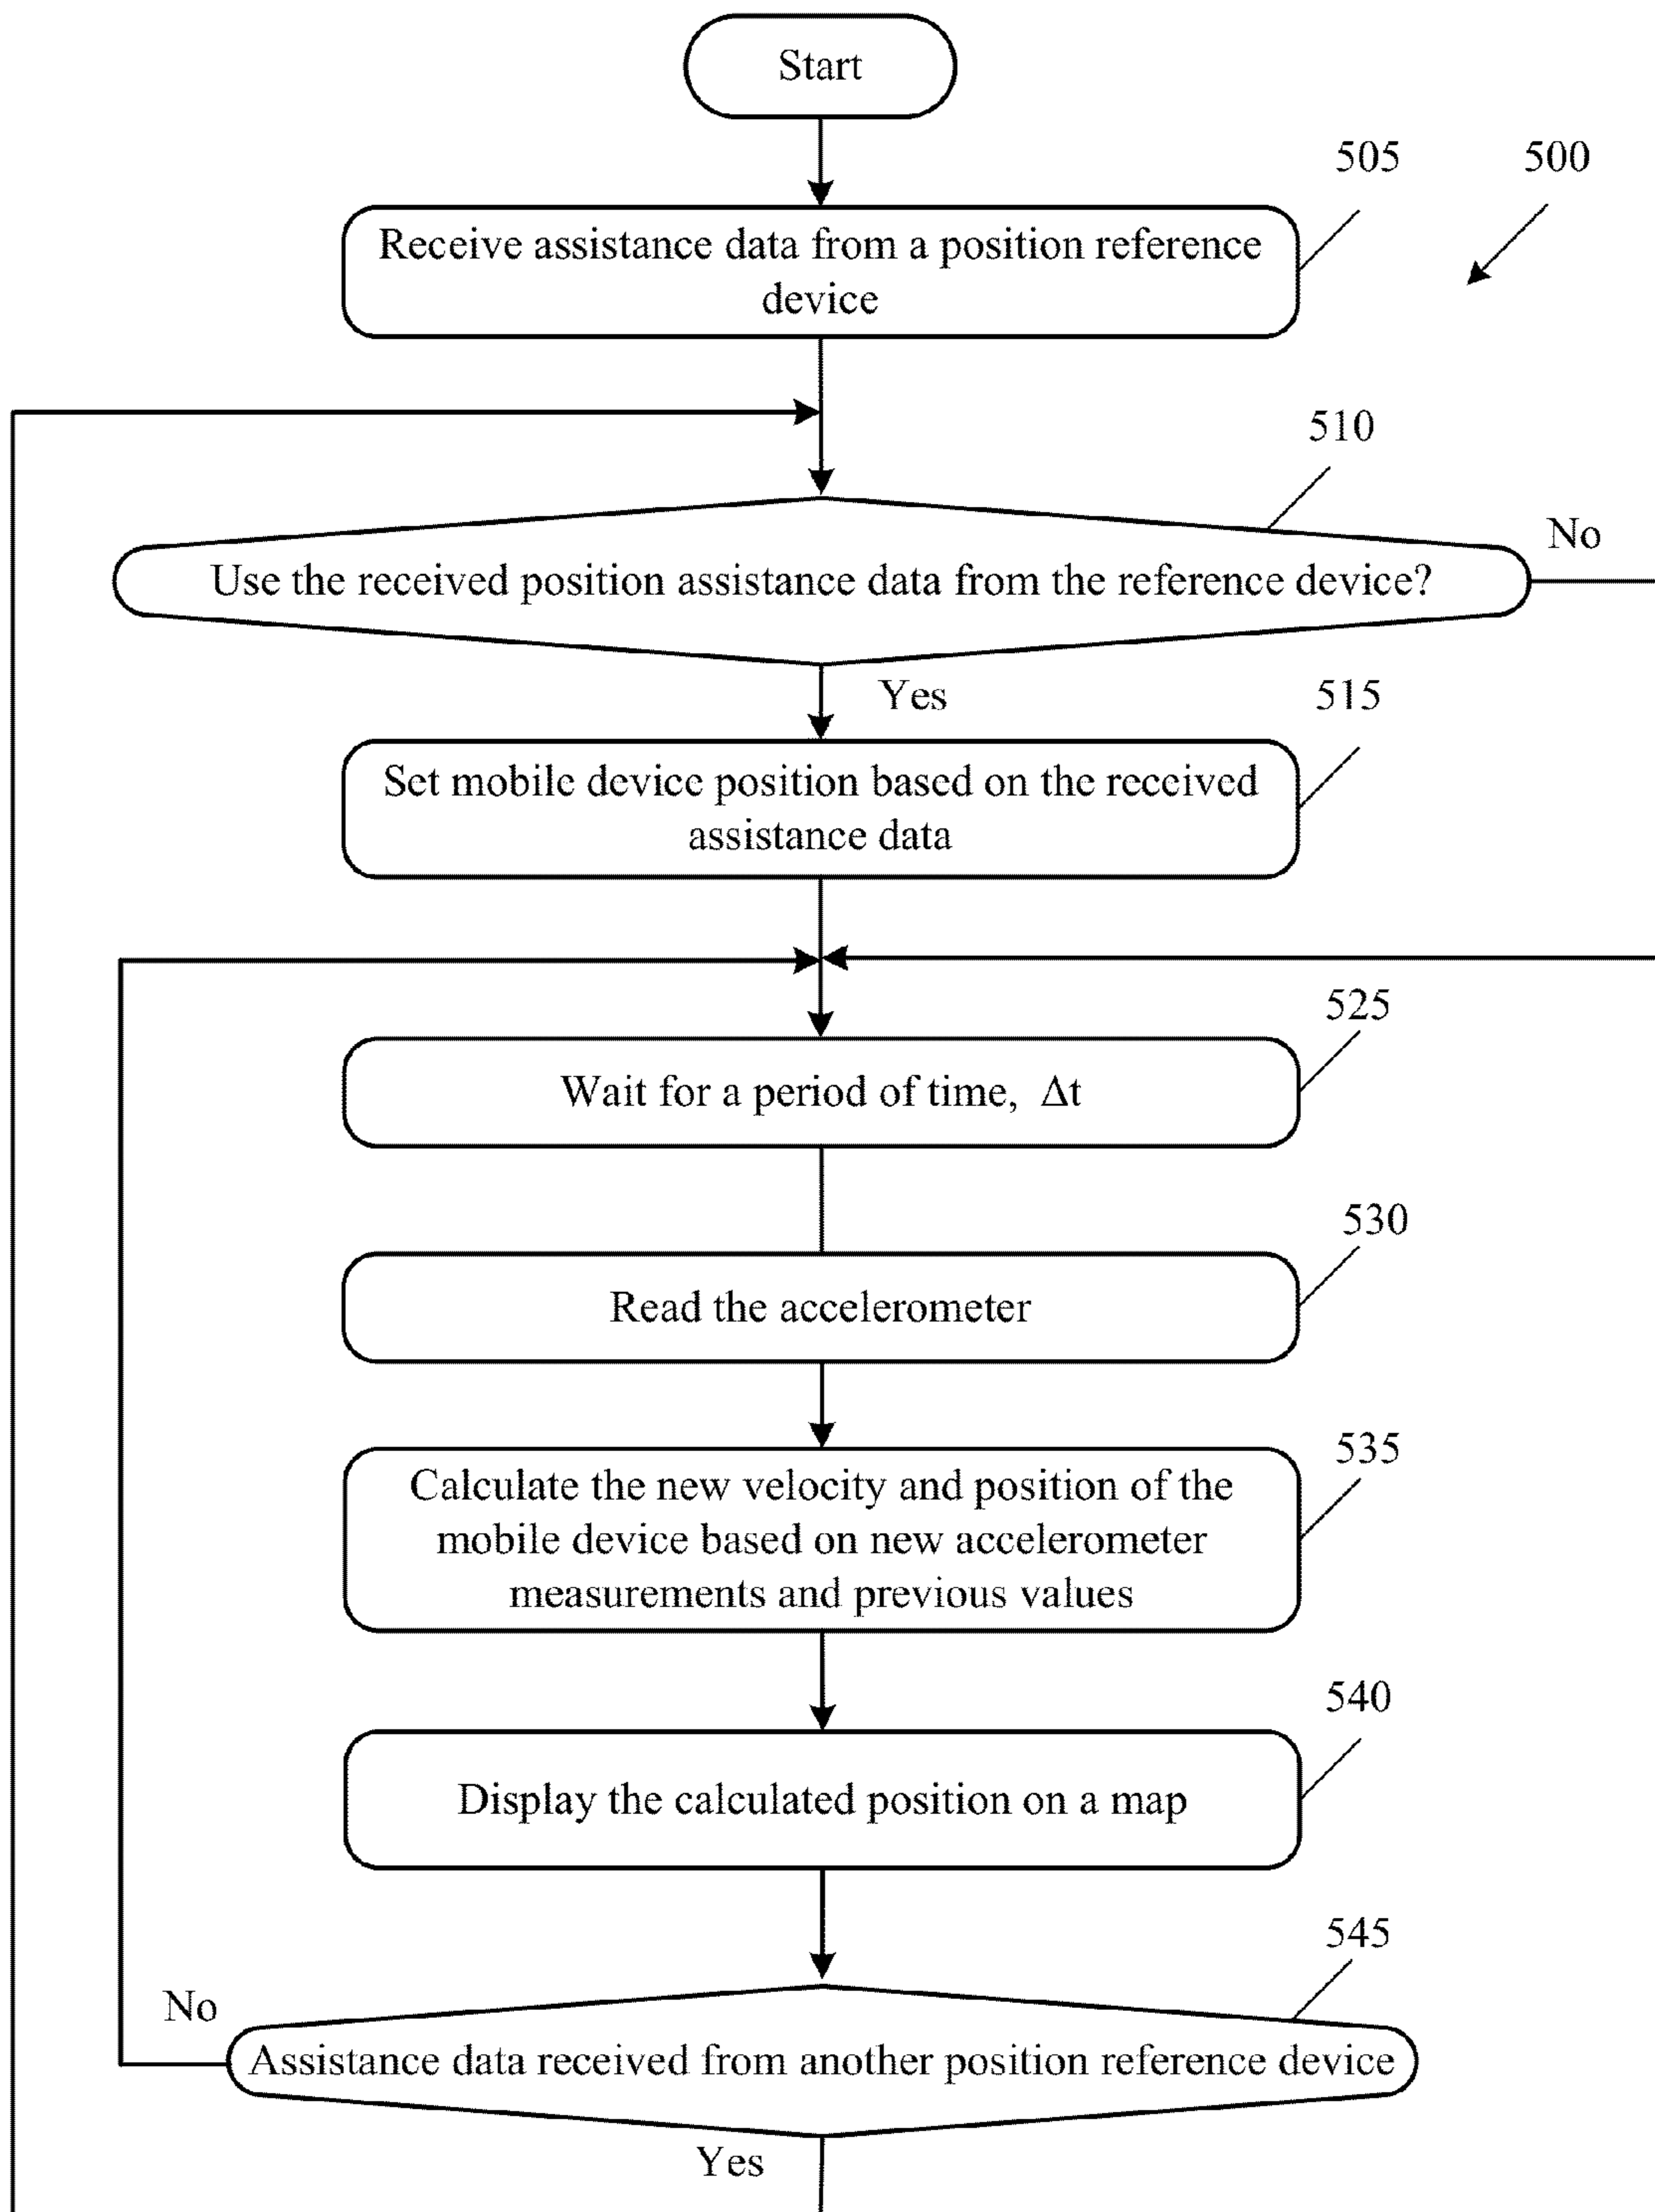 Start
505
500
Receive assistance data from a position reference
device
510
No
Use the received position assistance data from the reference device?
Yes
515
Set mobile device position based on the received
assistance data
525
Wait for a period of time, Δt
530
Read the accelerometer
535
Calculate the new velocity and position of the
mobile device based on new accelerometer
measurements and previous values
540
Display the calculated position on a map
545
No
Assistance data received from another position reference device
Yes